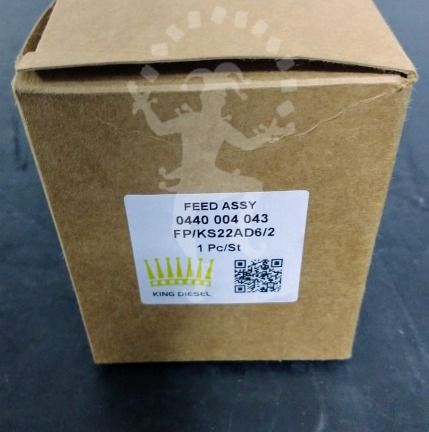 FEED ASSY
0440 004 043
FP/KS22AD6/2
1 Pc/St
KING DIESEL